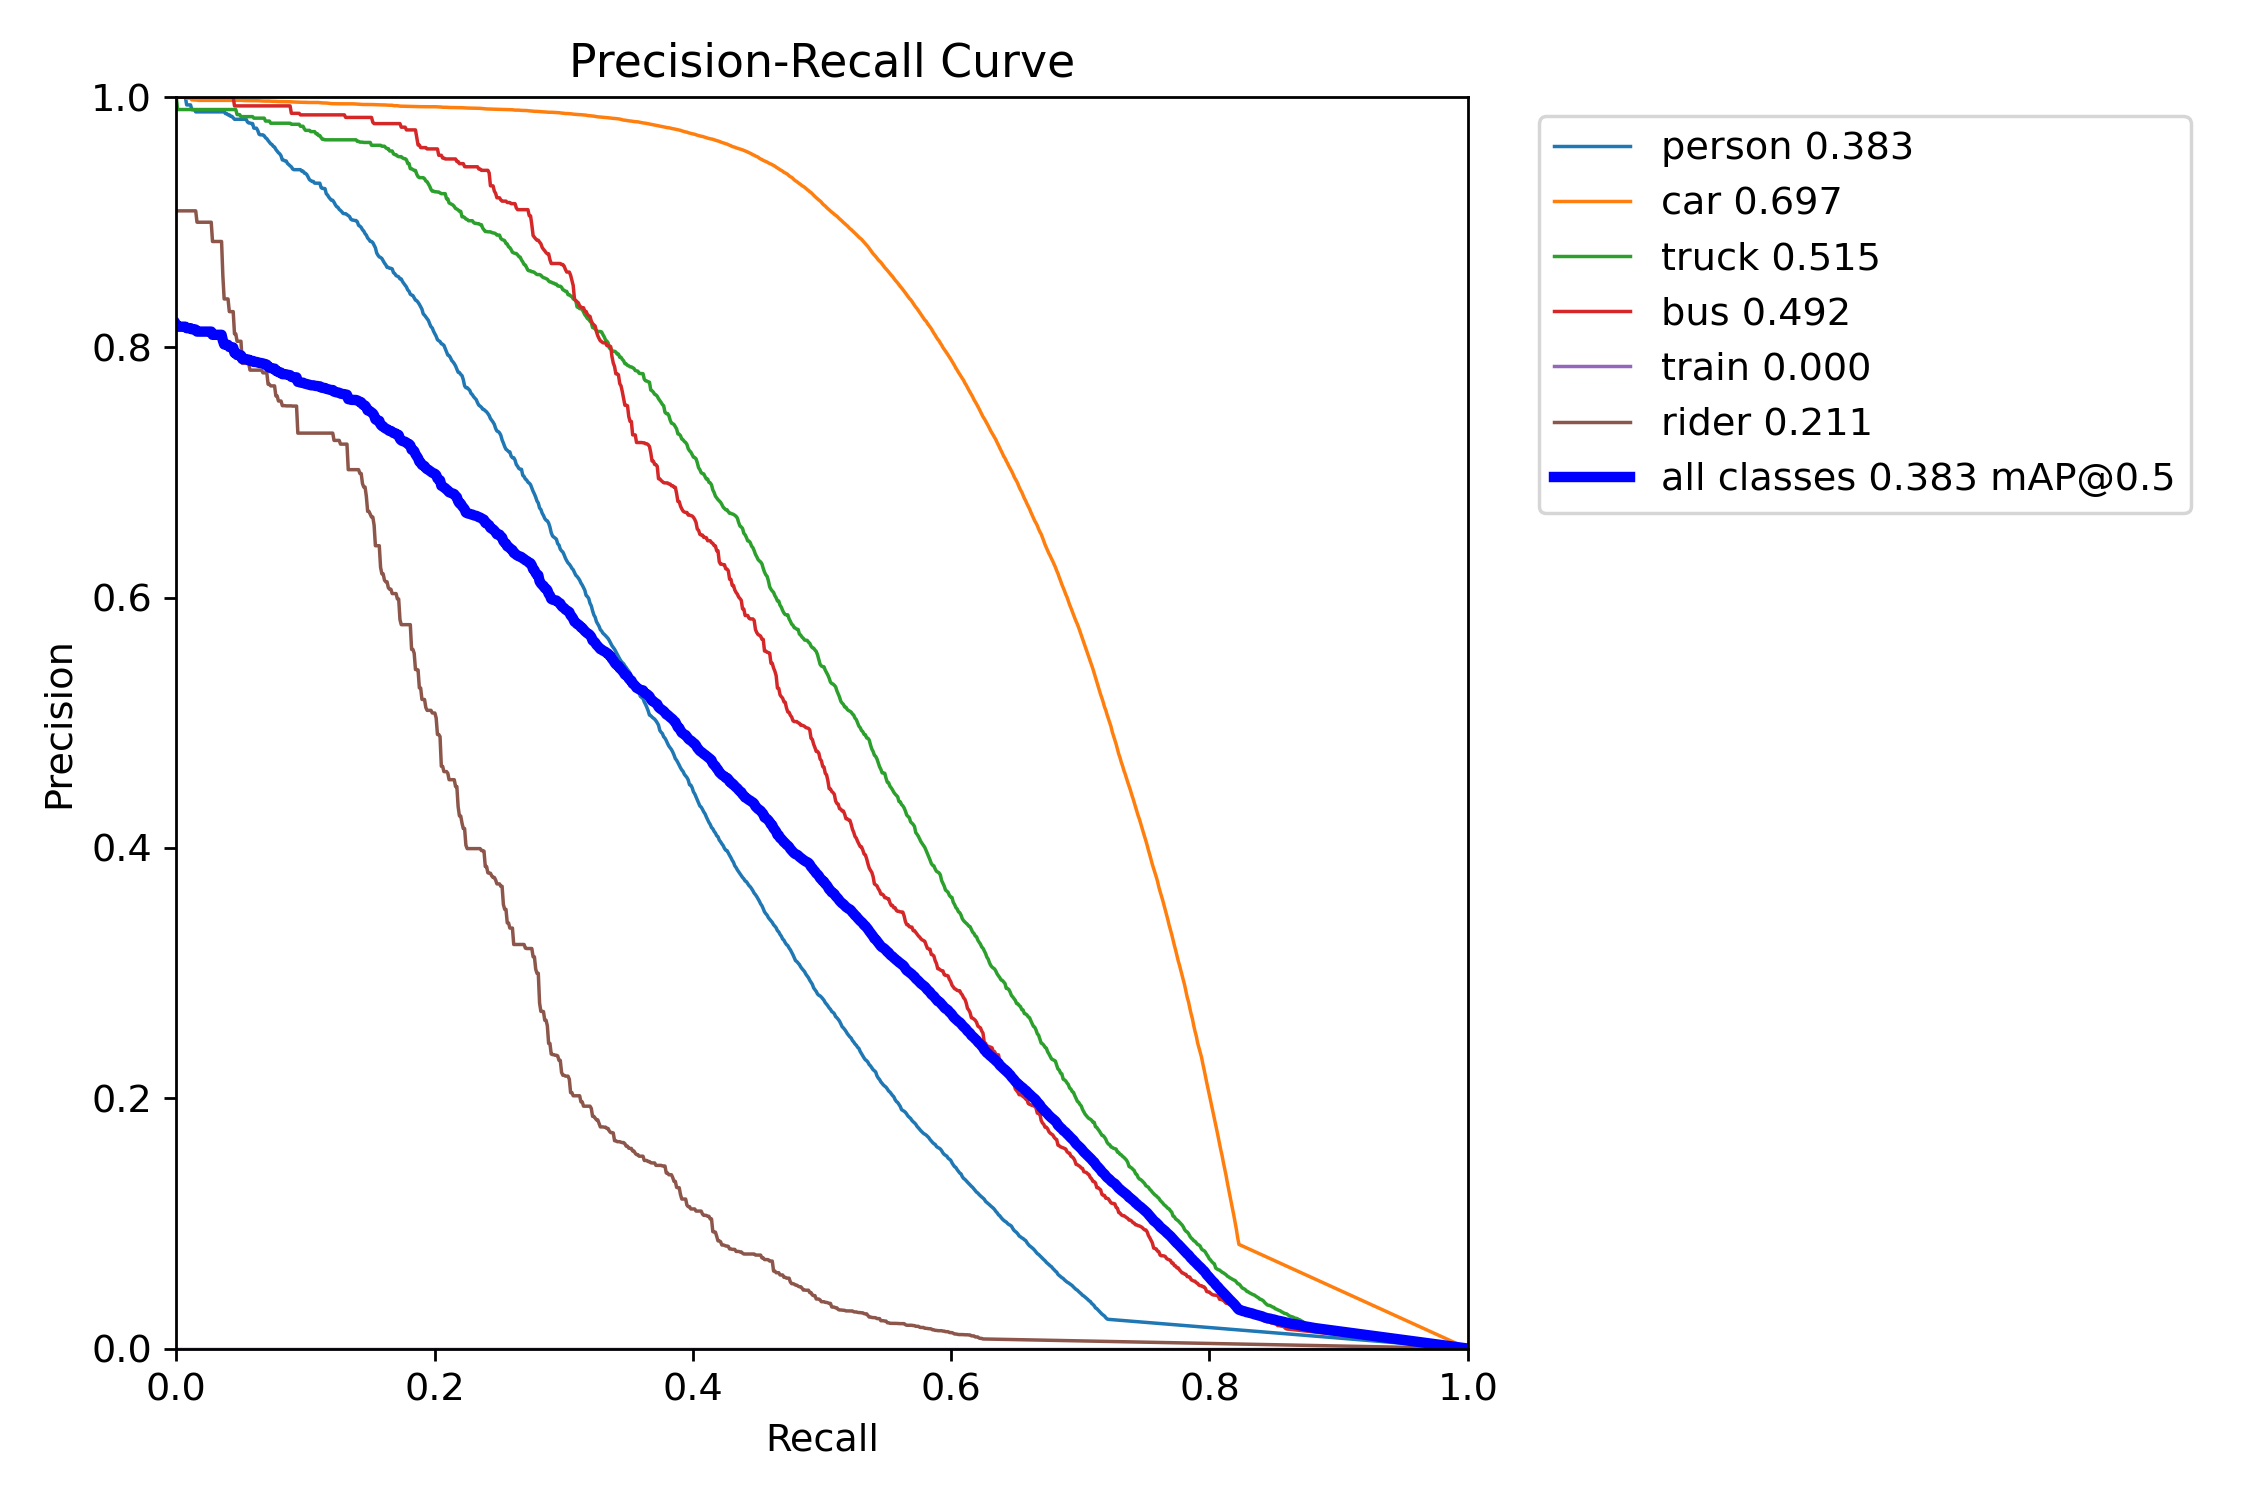 Precision-Recall Curve
1.0
0.8
0.6
0.4
0.2
0.0
Precision
0.0 0.2 0.4 0.6 0.8 1.0
Recall
person 0.383
car 0.697
truck 0.515
bus 0.492
train 0.000
rider 0.211
all classes 0.383 mAP@0.5